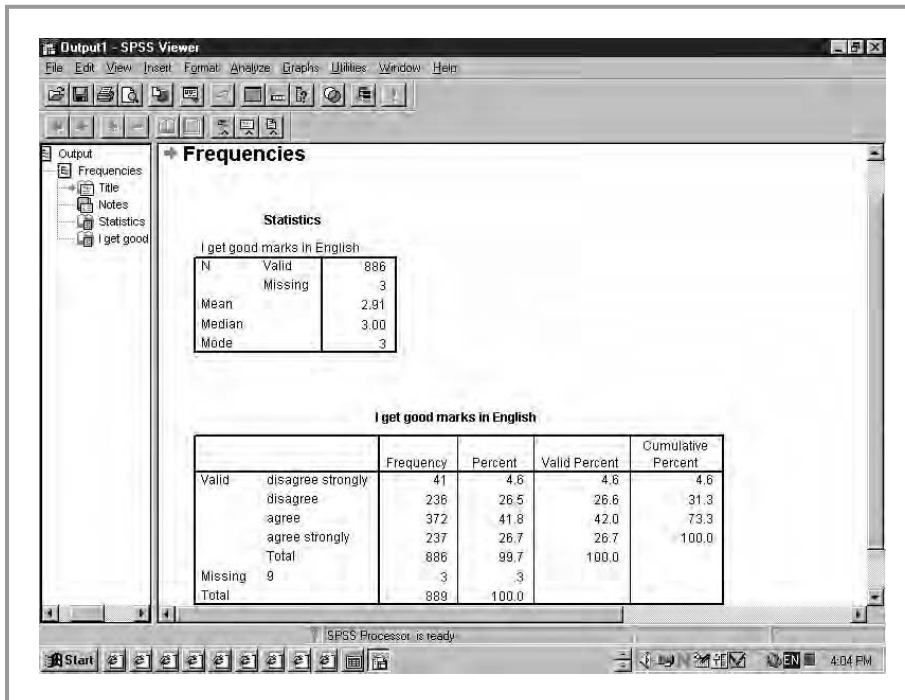 Output1 - SPSS Viewer
File Edit View Insert Format Analyze Graphs Utilities Window Help
Output
Frequencies
Title
Notes
Statistics
I get good
Frequencies
Statistics
I get good marks in English
N Valid 886
Missing 3
Mean 2.91
Median 3.00
Mode 3
I get good marks in English
Frequency Percent Valid Percent Cumulative Percent
Valid disagree strongly 41 4.6 4.6 4.6
disagree 236 26.5 26.6 31.3
agree 372 41.8 42.0 73.3
agree strongly 237 26.7 26.7 100.0
Total 886 99.7 100.0
Missing 9 3 .3
Total 889 100.0
SPSS Processor is ready
Start
EN
4:04 PM